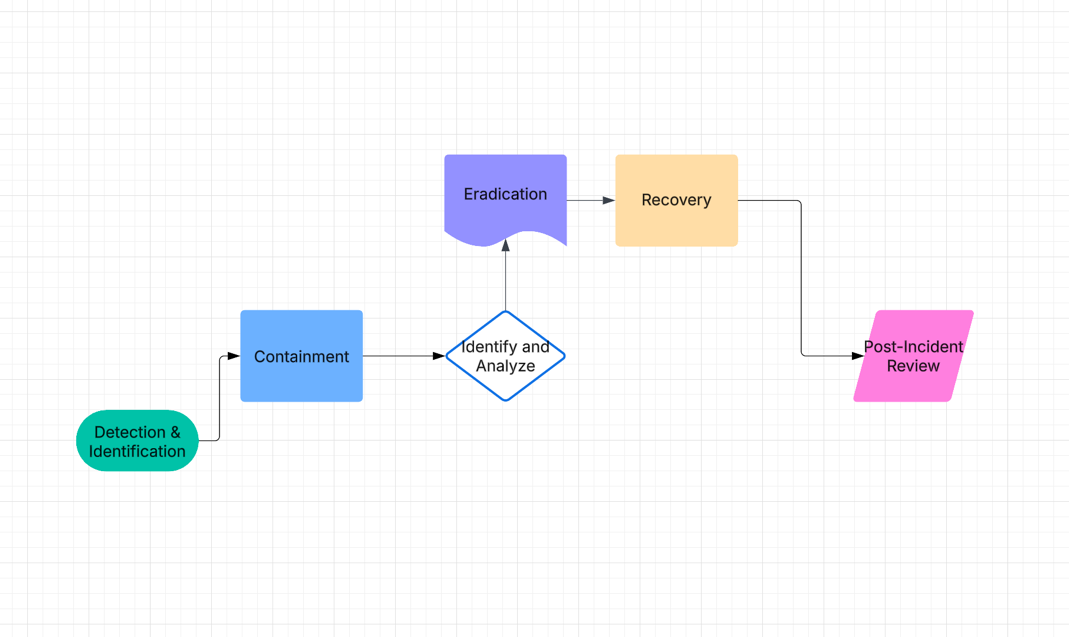 Eradication
Recovery
Containment
Identify and
Analyze
Post-Incident
Review
Detection &
Identification